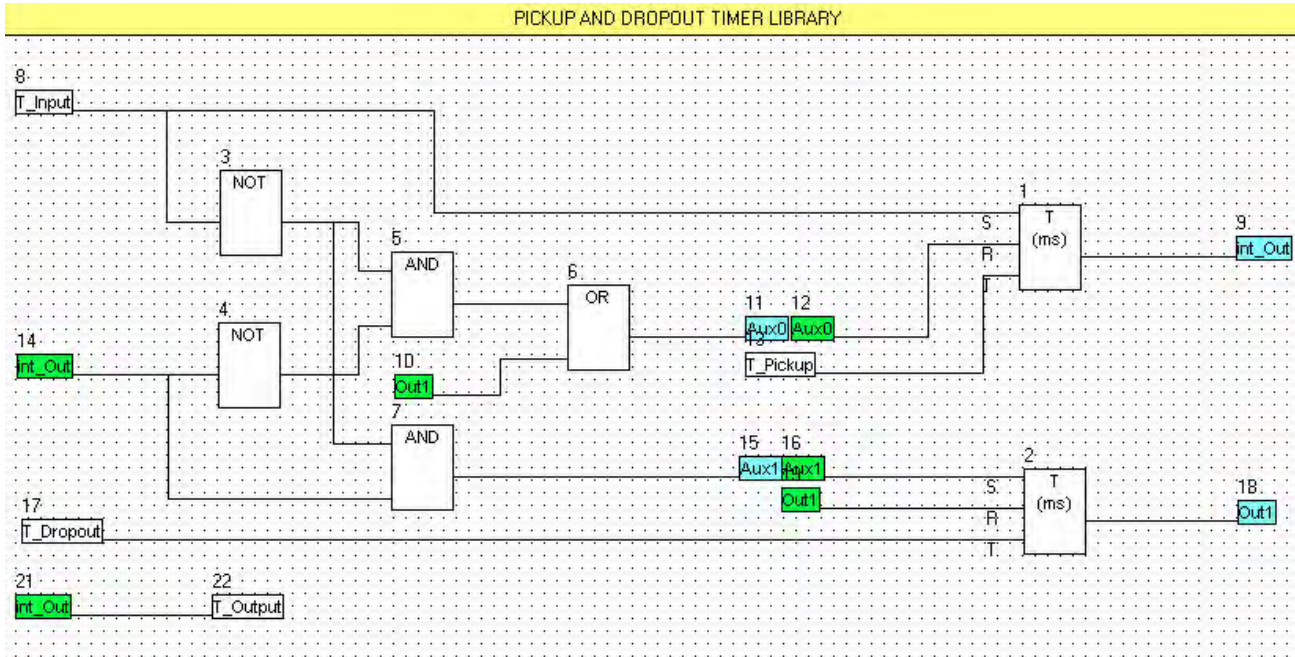 PICKUP AND DROPOUT TIMER LIBRARY
8
T_Input
3
NOT
1
T
(ms)
S
R
T
9
int_Out
5
AND
6
OR
4
NOT
11
12
Aux0
Aux0
13
T_Pickup
14
int_Out
10
Out1
7
AND
15
16
Aux1
Aux1
Out1
2
T
(ms)
S
R
T
18
Out1
17
T_Dropout
21
int_Out
22
T_Output